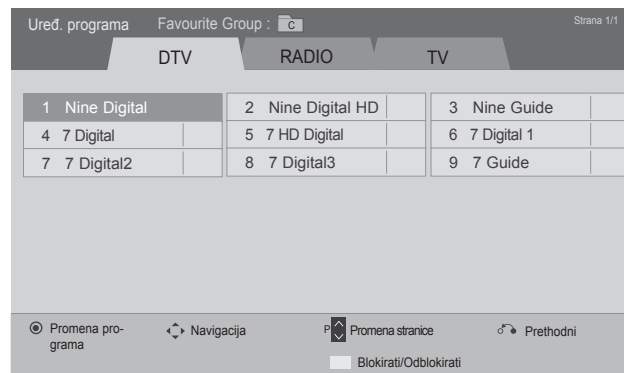 Uređ. programa Favourite Group : C Strana 1/1
DTV RADIO TV
1 Nine Digital 2 Nine Digital HD 3 Nine Guide
4 7 Digital 5 7 HD Digital 6 7 Digital 1
7 7 Digital2 8 7 Digital3 9 7 Guide
Promena pro- Navigacija P Promena stranice Prethodni
grama
Blokirati/Odblokirati